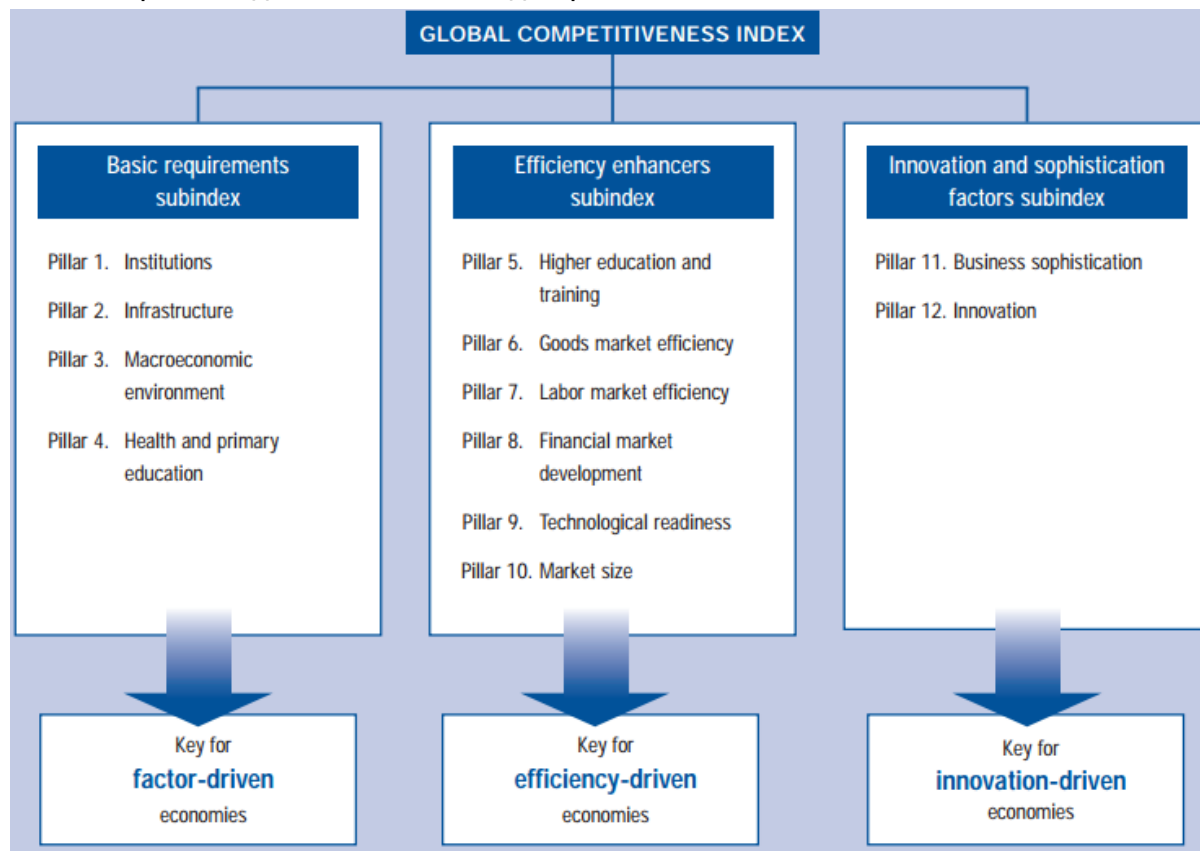 GLOBAL COMPETITIVENESS INDEX
Basic requirements
subindex
Pillar 1. Institutions
Pillar 2. Infrastructure
Pillar 3. Macroeconomic
environment
Pillar 4. Health and primary
education
Key for
factor-driven
economies
Efficiency enhancers
subindex
Pillar 5. Higher education and
training
Pillar 6. Goods market efficiency
Pillar 7. Labor market efficiency
Pillar 8. Financial market
development
Pillar 9. Technological readiness
Pillar 10. Market size
Key for
efficiency-driven
economies
Innovation and sophistication
factors subindex
Pillar 11. Business sophistication
Pillar 12. Innovation
Key for
innovation-driven
economies